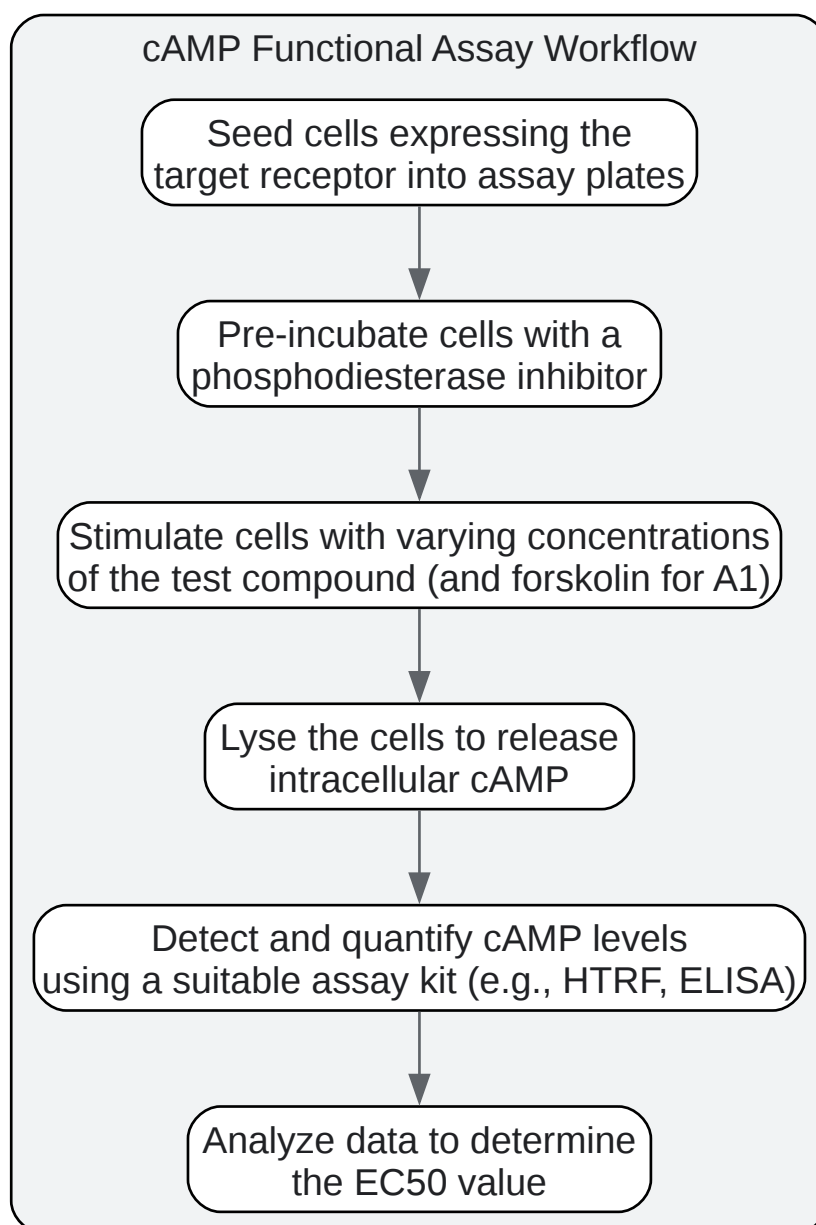 cAMP Functional Assay Workflow
Seed cells expressing the
target receptor into assay plates
Pre-incubate cells with a
phosphodiesterase inhibitor
Stimulate cells with varying concentrations
of the test compound (and forskolin for A1)
Lyse the cells to release
intracellular cAMP
Detect and quantify cAMP levels
using a suitable assay kit (e.g., HTRF, ELISA)
Analyze data to determine
the EC50 value